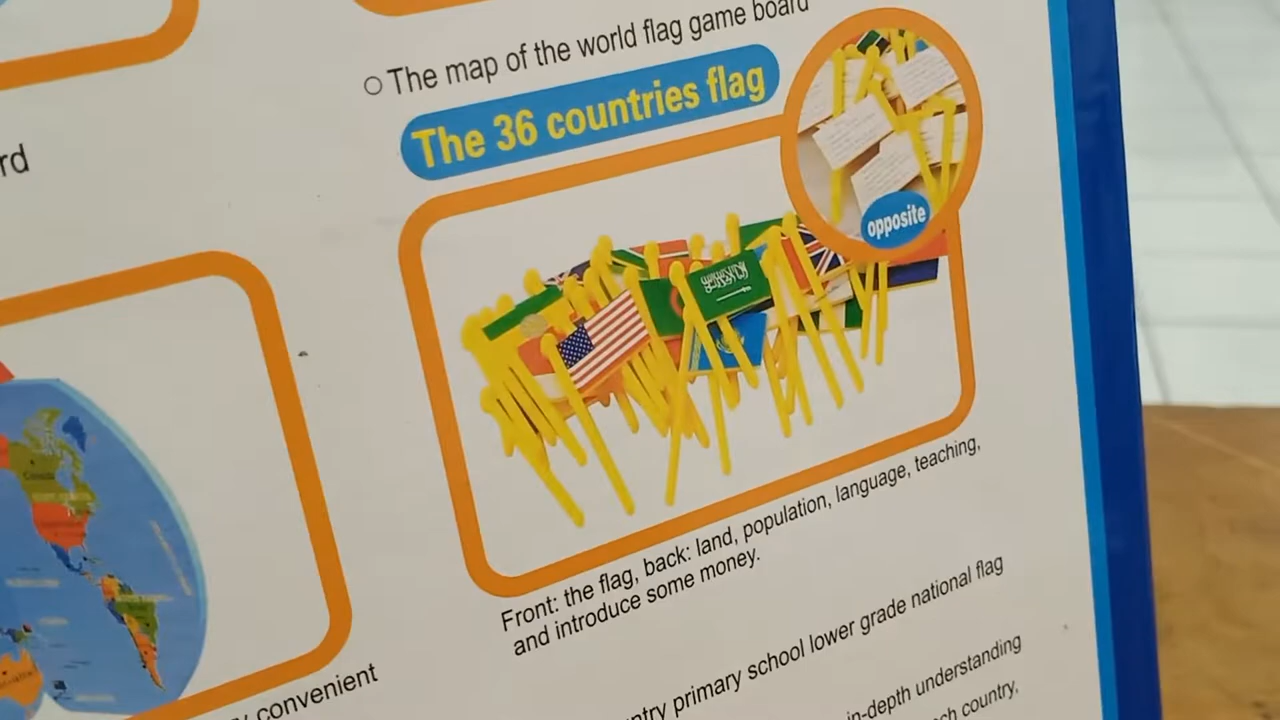 The map of the world flag game board
The 36 countries flag
rd
opposite
Canada
Front: the flag, back: land, population, language, teaching,
and introduce some money.
convenient
ntry primary school lower grade national flag
in-depth understanding
ch country,